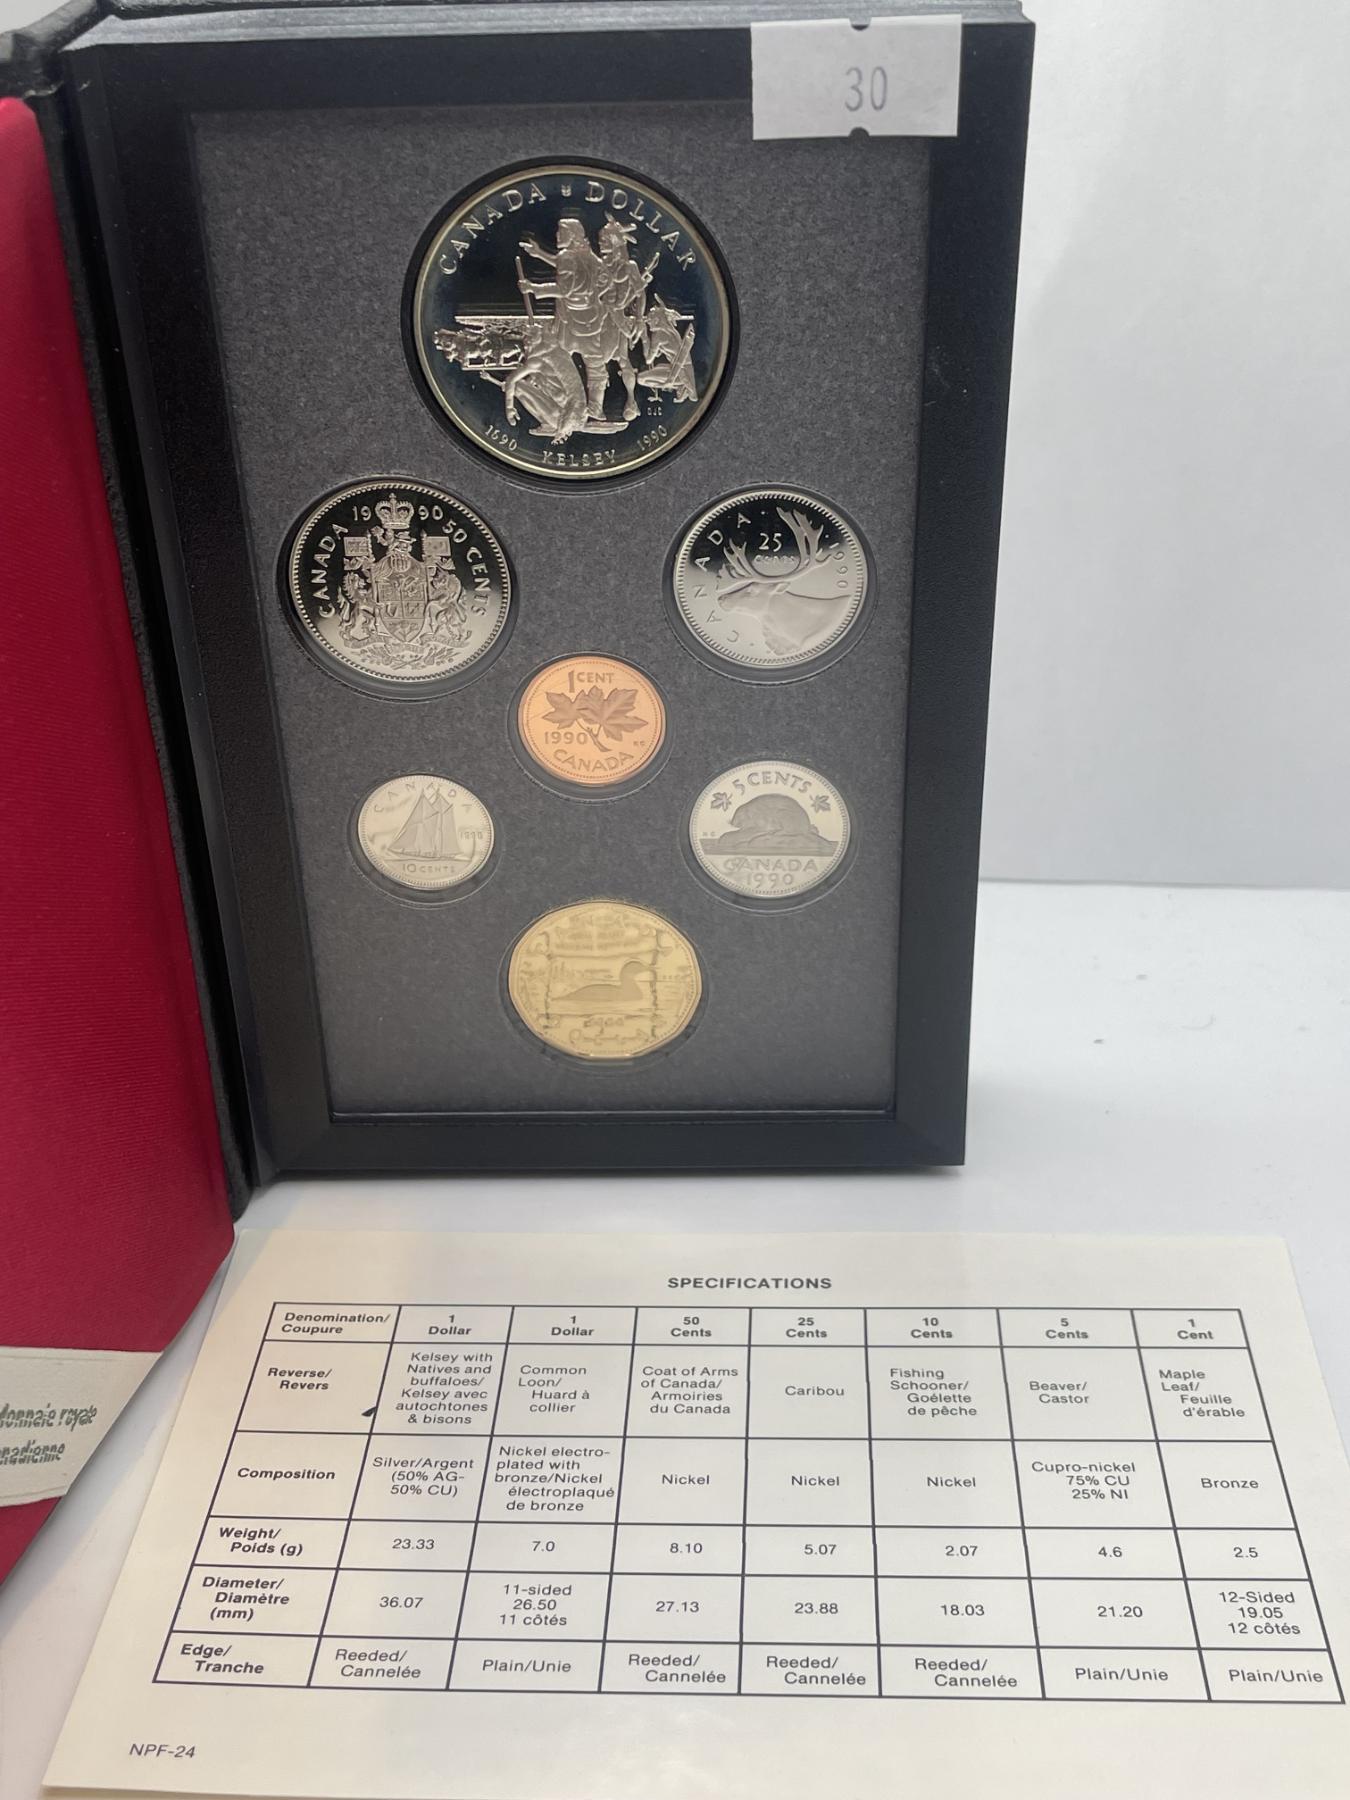 30
CANADA DOLLAR
DJC
1690 KELSEY 1990
1990
CANADA 50 CENTS
CANADA 1990
25
CENTS
1 CENT
1990
CANADA
CANADA
1990
10 CENTS
5 CENTS
CANADA
1990
SPECIFICATIONS
Denomination/ 1 1 50 25 10 5 1
Coupure Dollar Dollar Cents Cents Cents Cents Cent
Reverse/
Revers
Kelsey with
Natives and
buffaloes/
Kelsey avec
autochtones
& bisons
Common
Loon/
Huard à
collier
Coat of Arms
of Canada/
Armoiries
du Canada
Caribou
Fishing
Schooner/
Goélette
de pêche
Beaver/
Castor
Maple
Leaf/
Feuille
d'érable
Composition
Silver/Argent
(50% AG-
50% CU)
Nickel electro-
plated with
bronze/Nickel
électroplaqué
de bronze
Nickel
Nickel
Nickel
Cupro-nickel
75% CU
25% NI
Bronze
Weight/
Poids (g)
23.33 7.0 8.10 5.07 2.07 4.6 2.5
Diameter/
Diamètre
(mm)
36.07
11-sided
26.50
11 côtés
27.13
23.88
18.03
21.20
12-Sided
19.05
12 côtés
Edge/
Tranche
Reeded/
Cannelée
Plain/Unie
Reeded/
Cannelée
Reeded/
Cannelée
Reeded/
Cannelée
Plain/Unie
Plain/Unie
NPF-24